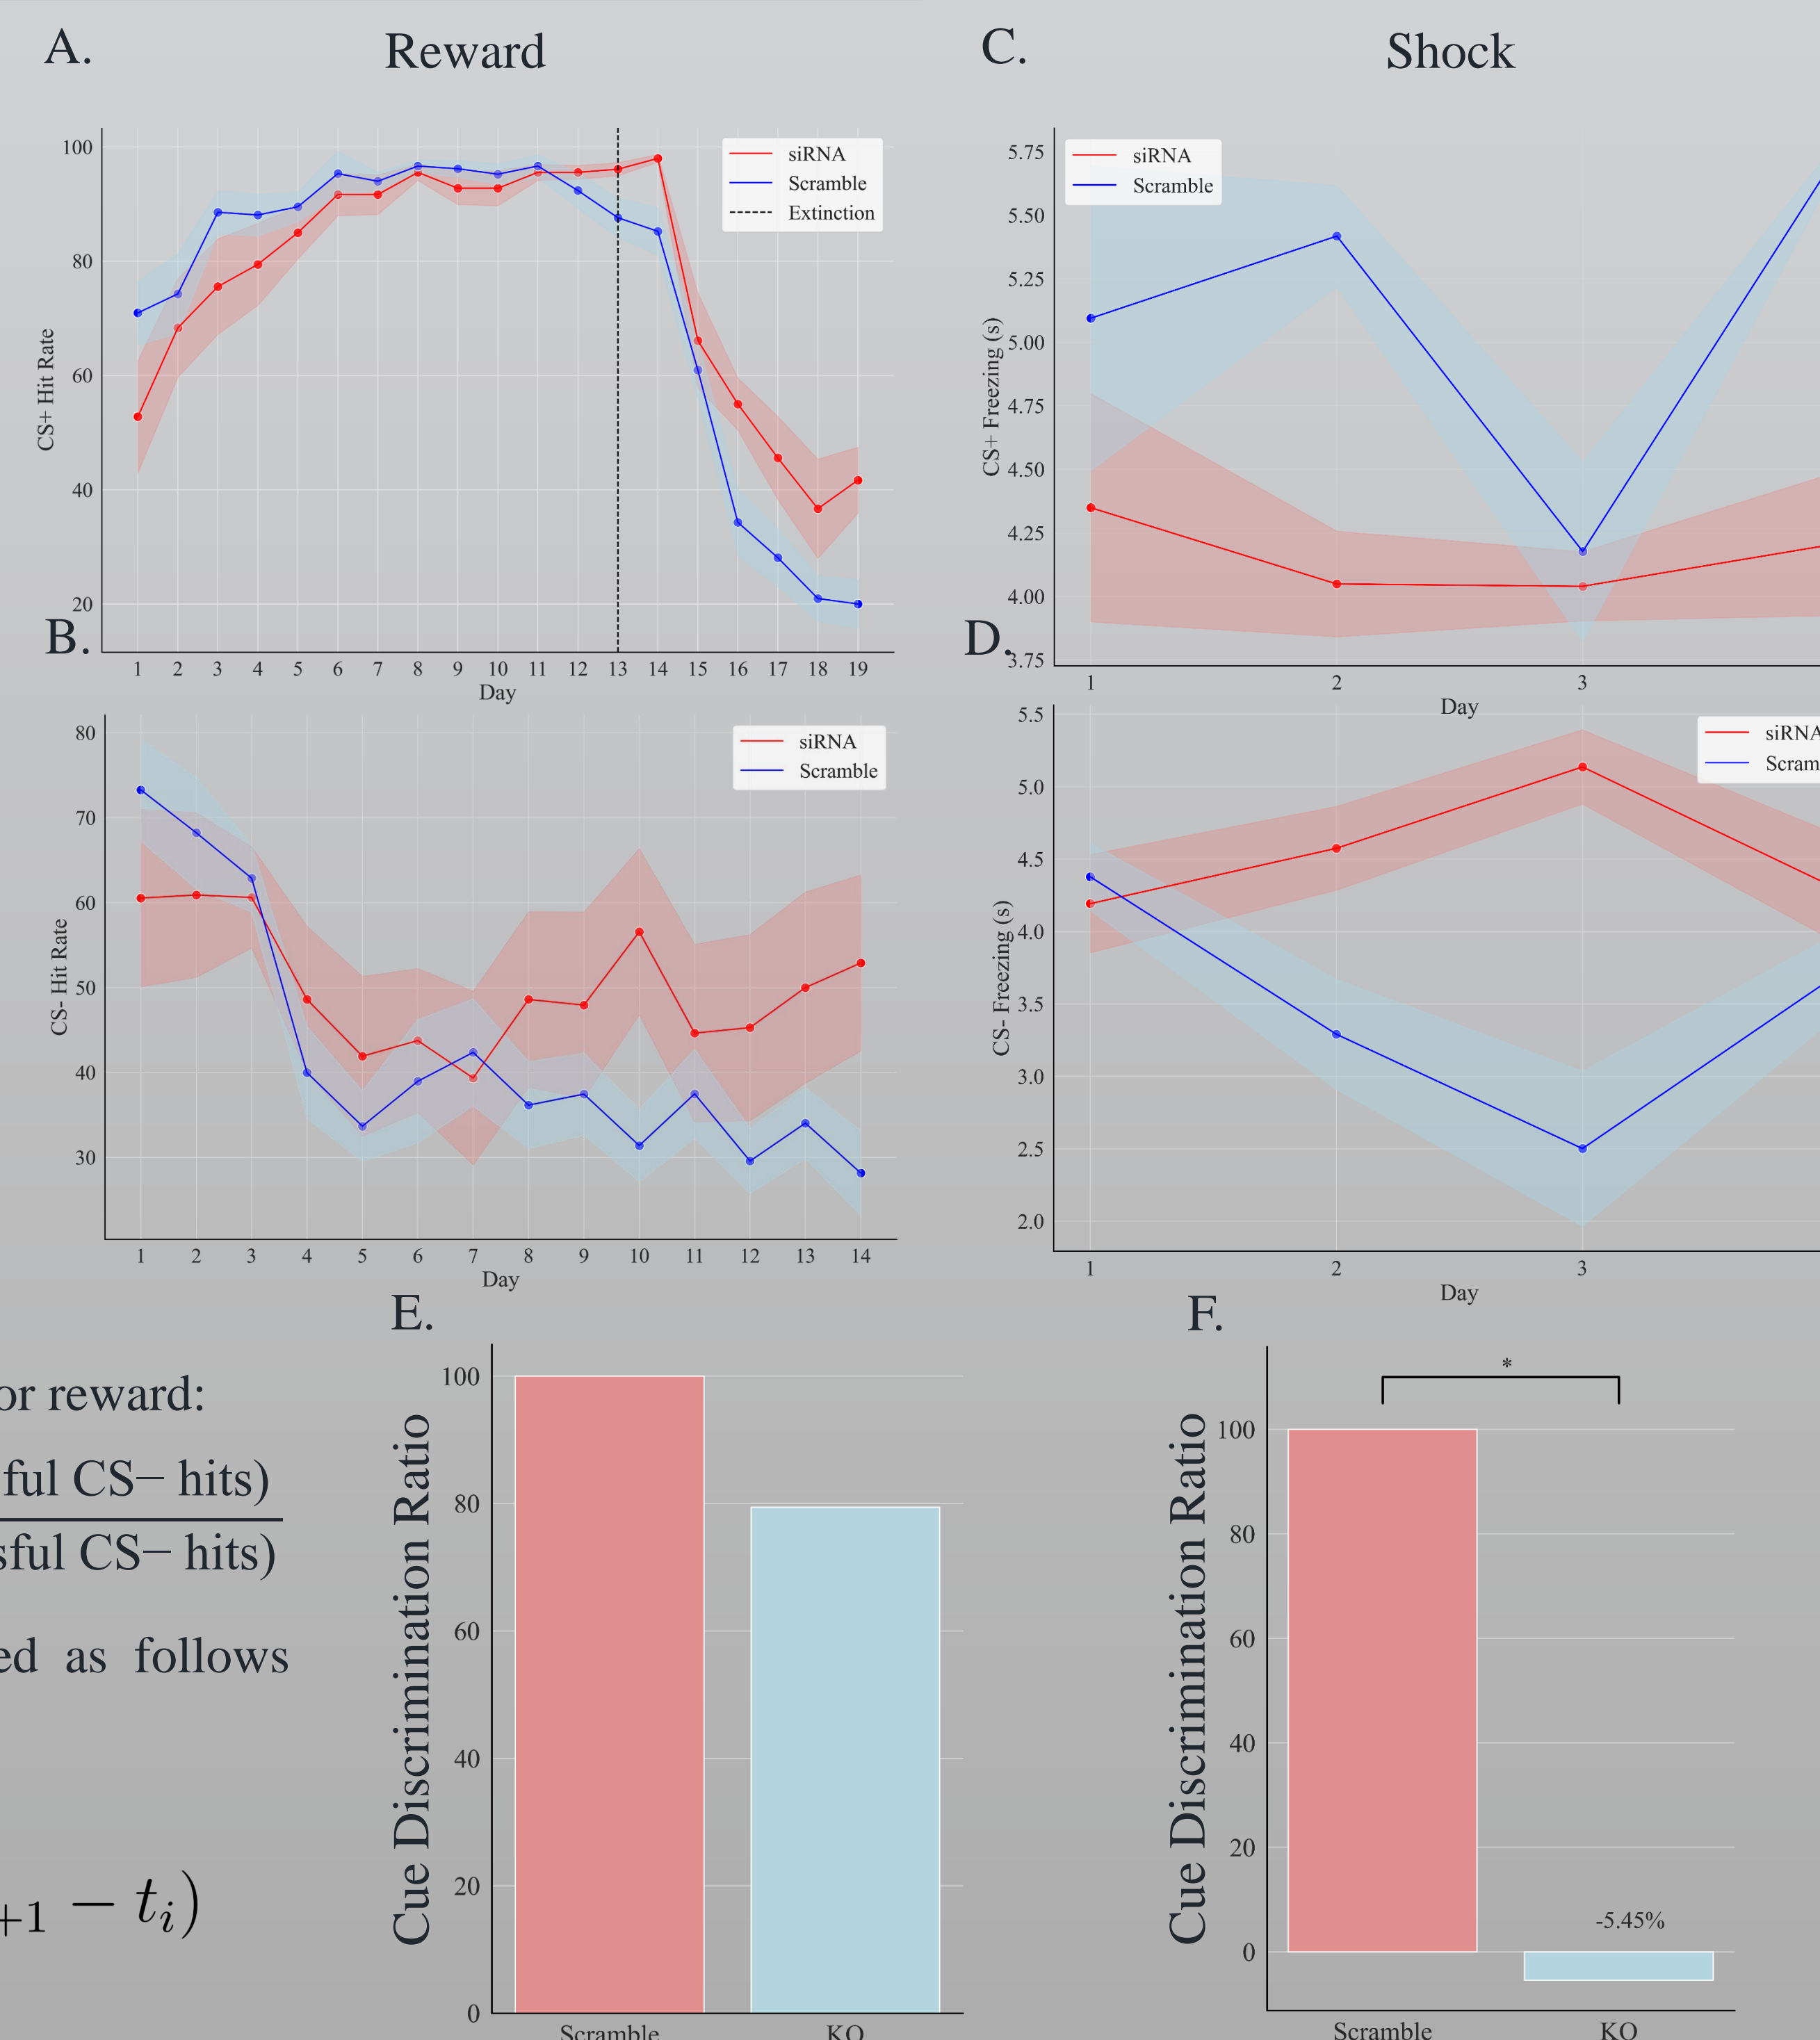 A.
Reward
CS+ Hit Rate
100
80
60
40
20
siRNA
Scramble
Extinction
1 2 3 4 5 6 7 8 9 10 11 12 13 14 15 16 17 18 19
Day
B.
CS- Hit Rate
80
70
60
50
40
30
siRNA
Scramble
1 2 3 4 5 6 7 8 9 10 11 12 13 14
Day
C.
Shock
CS+ Freezing (s)
5.75
5.50
5.25
5.00
4.75
4.50
4.25
4.00
3.75
siRNA
Scramble
1 2 3
Day
D.
CS- Freezing (s)
5.5
5.0
4.5
4.0
3.5
3.0
2.5
2.0
siRNA
Scram
1 2 3
Day
or reward:
ful CS− hits)
sful CS− hits)
ed as follows
+1 − ti)
E.
Cue Discrimination Ratio
100
80
60
40
20
0
Scramble KO
F.
Cue Discrimination Ratio
*
100
80
60
40
20
0
-5.45%
Scramble KO